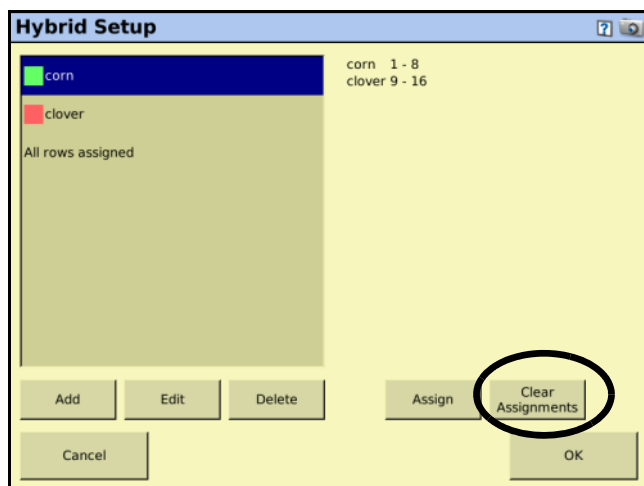 Hybrid Setup
?
corn
clover
All rows assigned
corn 1 - 8
clover 9 - 16
Add
Edit
Delete
Assign
Clear
Assignments
Cancel
OK